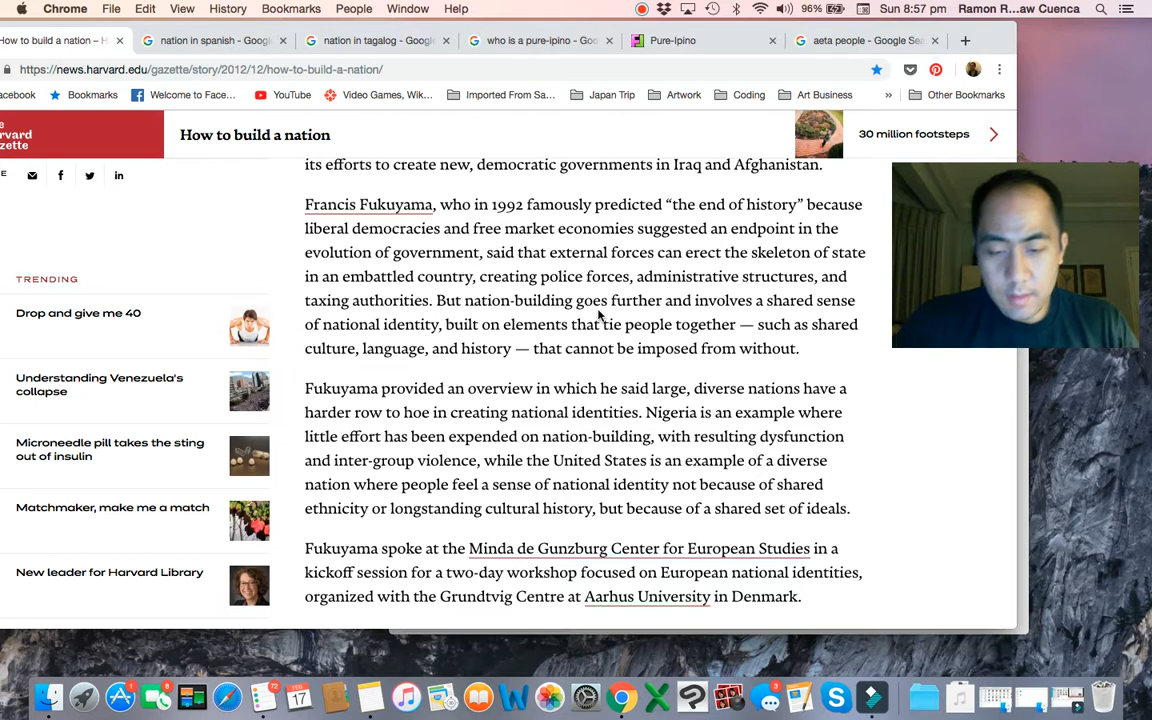 Chrome File Edit View History Bookmarks People Window Help 96% Sun 8:57 pm Ramon R...aw Cuenca
How to build a nation – H nation in spanish - Googl nation in tagalog - Google who is a pure-ipino - Goo Pure-Ipino aeta people - Google Sea
https://news.harvard.edu/gazette/story/2012/12/how-to-build-a-nation/
acebook Bookmarks Welcome to Face... YouTube Video Games, Wik... Imported From Sa... Japan Trip Artwork Coding Art Business » Other Bookmarks
rvard
zette
How to build a nation
30 million footsteps
its efforts to create new, democratic governments in Iraq and Afghanistan.
Francis Fukuyama, who in 1992 famously predicted “the end of history” because
liberal democracies and free market economies suggested an endpoint in the
evolution of government, said that external forces can erect the skeleton of state
in an embattled country, creating police forces, administrative structures, and
taxing authorities. But nation-building goes further and involves a shared sense
of national identity, built on elements that tie people together — such as shared
culture, language, and history — that cannot be imposed from without.
Fukuyama provided an overview in which he said large, diverse nations have a
harder row to hoe in creating national identities. Nigeria is an example where
little effort has been expended on nation-building, with resulting dysfunction
and inter-group violence, while the United States is an example of a diverse
nation where people feel a sense of national identity not because of shared
ethnicity or longstanding cultural history, but because of a shared set of ideals.
Fukuyama spoke at the Minda de Gunzburg Center for European Studies in a
kickoff session for a two-day workshop focused on European national identities,
organized with the Grundtvig Centre at Aarhus University in Denmark.
TRENDING
Drop and give me 40
Understanding Venezuela's
collapse
Microneedle pill takes the sting
out of insulin
Matchmaker, make me a match
New leader for Harvard Library
72
FEB
17
3